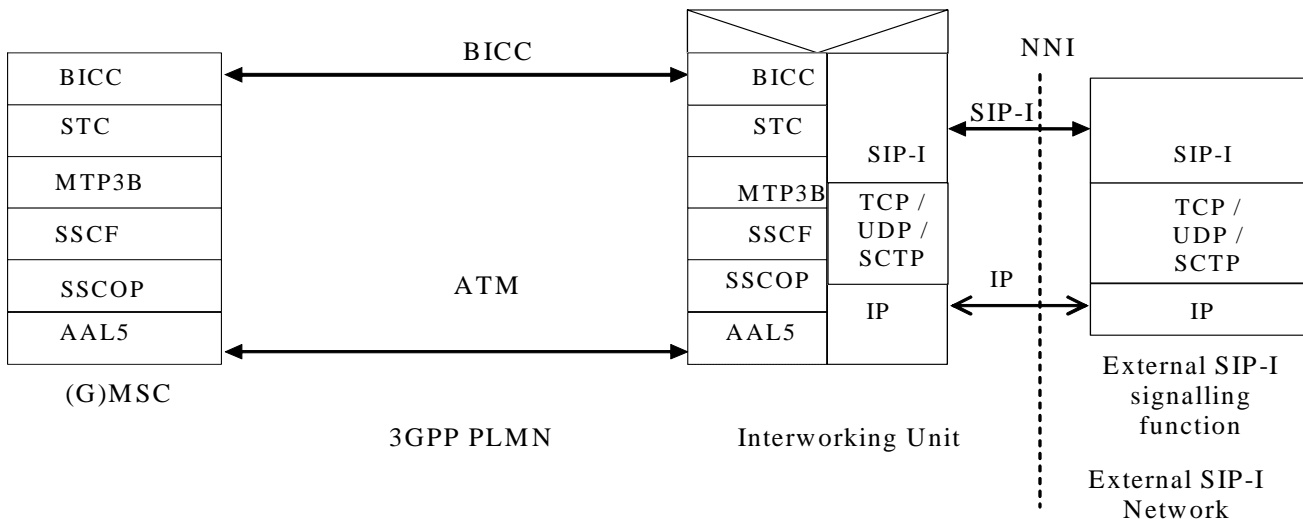 BICC
STC
MTP3B
SSCF
SSCOP
AAL5
(G)MSC
BICC
ATM
3GPP PLMN
BICC
STC
MTP3B
SSCF
SSCOP
AAL5
SIP-I
TCP /
UDP /
SCTP
IP
Interworking Unit
NNI
SIP-I
IP
SIP-I
TCP /
UDP /
SCTP
IP
External SIP-I
signalling
function
External SIP-I
Network